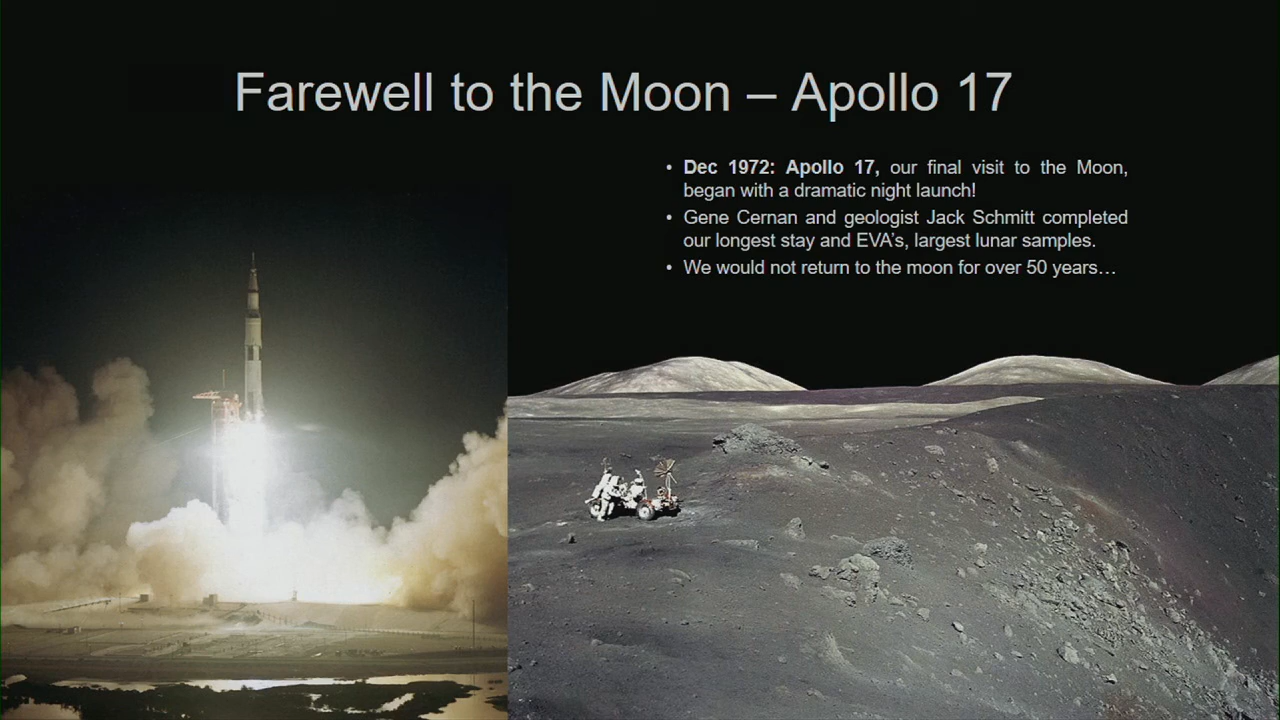 Farewell to the Moon – Apollo 17
• Dec 1972: Apollo 17, our final visit to the Moon,
began with a dramatic night launch!
• Gene Cernan and geologist Jack Schmitt completed
our longest stay and EVA's, largest lunar samples.
• We would not return to the moon for over 50 years…